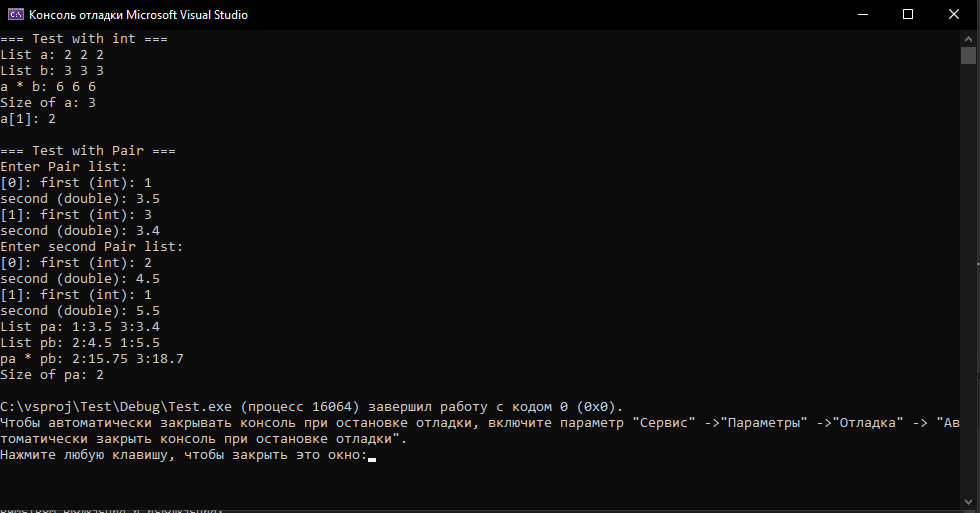 Консоль отладки Microsoft Visual Studio
=== Test with int ===
List a: 2 2 2
List b: 3 3 3
a * b: 6 6 6
Size of a: 3
a[1]: 2
=== Test with Pair ===
Enter Pair list:
[0]: first (int): 1
second (double): 3.5
[1]: first (int): 3
second (double): 3.4
Enter second Pair list:
[0]: first (int): 2
second (double): 4.5
[1]: first (int): 1
second (double): 5.5
List pa: 1:3.5 3:3.4
List pb: 2:4.5 1:5.5
pa * pb: 2:15.75 3:18.7
Size of pa: 2
C:\vsproj\Test\Debug\Test.exe (процесс 16064) завершил работу с кодом 0 (0x0).
Чтобы автоматически закрывать консоль при остановке отладки, включите параметр "Сервис" ->"Параметры" ->"Отладка" -> "Ав
томатически закрыть консоль при остановке отладки".
Нажмите любую клавишу, чтобы закрыть это окно: